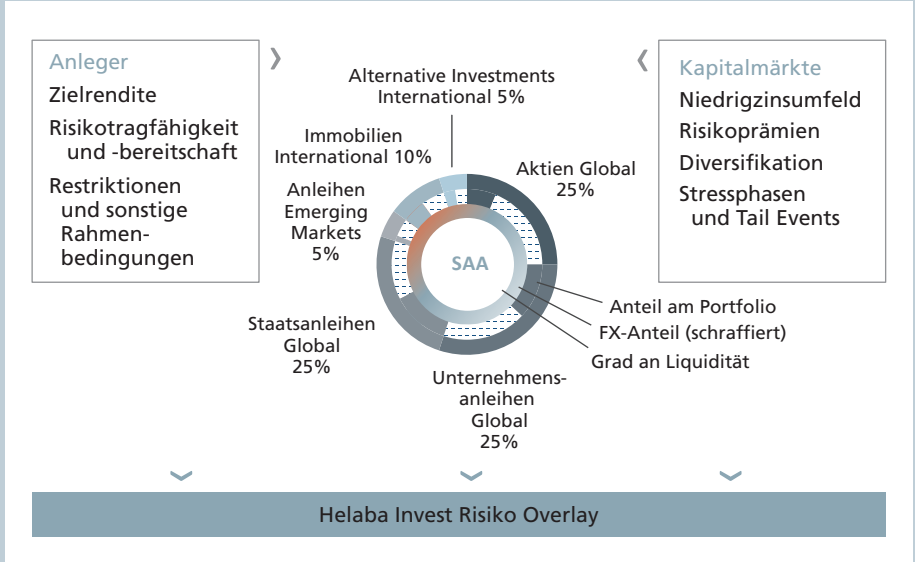 Anleger
Zielrendite
Risikotragfähigkeit
und -bereitschaft
Restriktionen
und sonstige
Rahmen-
bedingungen
Alternative Investments
International 5%
Immobilien
International 10%
Anleihen
Emerging
Markets
5%
Staatsanleihen
Global
25%
SAA
Aktien Global
25%
Anteil am Portfolio
FX-Anteil (schraffiert)
Grad an Liquidität
Unternehmens-
anleihen
Global
25%
Kapitalmärkte
Niedrigzinsumfeld
Risikoprämien
Diversifikation
Stressphasen
und Tail Events
Helaba Invest Risiko Overlay